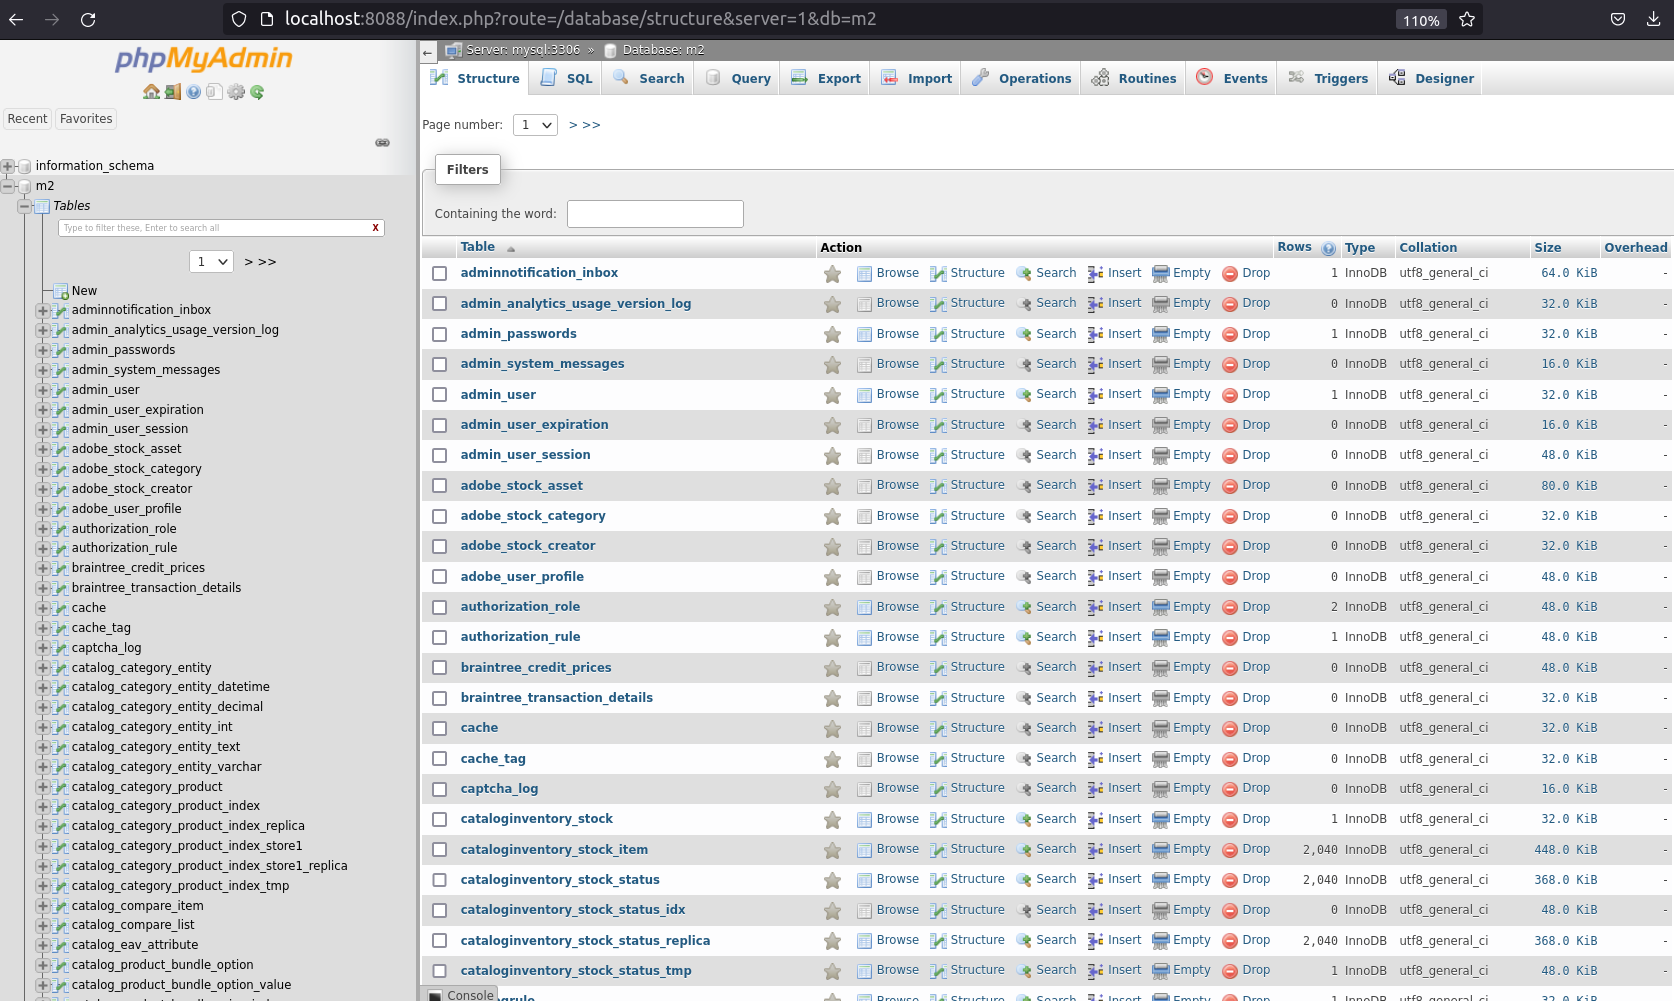 localhost:8088/index.php?route=/database/structure&server=1&db=m2
110%
phpMyAdmin
Recent Favorites
information_schema
m2
Tables
Type to filter these, Enter to search all X
1 > >>
New
adminnotification_inbox
admin_analytics_usage_version_log
admin_passwords
admin_system_messages
admin_user
admin_user_expiration
admin_user_session
adobe_stock_asset
adobe_stock_category
adobe_stock_creator
adobe_user_profile
authorization_role
authorization_rule
braintree_credit_prices
braintree_transaction_details
cache
cache_tag
captcha_log
catalog_category_entity
catalog_category_entity_datetime
catalog_category_entity_decimal
catalog_category_entity_int
catalog_category_entity_text
catalog_category_entity_varchar
catalog_category_product
catalog_category_product_index
catalog_category_product_index_replica
catalog_category_product_index_store1
catalog_category_product_index_store1_replica
catalog_category_product_index_tmp
catalog_compare_item
catalog_compare_list
catalog_eav_attribute
catalog_product_bundle_option
catalog_product_bundle_option_value
Server: mysql:3306 » Database: m2
Structure SQL Search Query Export Import Operations Routines Events Triggers Designer
Page number: 1 > >>
Filters
Containing the word:
Table Action Rows Type Collation Size Overhead
adminnotification_inbox Browse Structure Search Insert Empty Drop 1 InnoDB utf8_general_ci 64.0 KiB -
admin_analytics_usage_version_log Browse Structure Search Insert Empty Drop 0 InnoDB utf8_general_ci 32.0 KiB -
admin_passwords Browse Structure Search Insert Empty Drop 1 InnoDB utf8_general_ci 32.0 KiB -
admin_system_messages Browse Structure Search Insert Empty Drop 0 InnoDB utf8_general_ci 16.0 KiB -
admin_user Browse Structure Search Insert Empty Drop 1 InnoDB utf8_general_ci 32.0 KiB -
admin_user_expiration Browse Structure Search Insert Empty Drop 0 InnoDB utf8_general_ci 16.0 KiB -
admin_user_session Browse Structure Search Insert Empty Drop 0 InnoDB utf8_general_ci 48.0 KiB -
adobe_stock_asset Browse Structure Search Insert Empty Drop 0 InnoDB utf8_general_ci 80.0 KiB -
adobe_stock_category Browse Structure Search Insert Empty Drop 0 InnoDB utf8_general_ci 32.0 KiB -
adobe_stock_creator Browse Structure Search Insert Empty Drop 0 InnoDB utf8_general_ci 32.0 KiB -
adobe_user_profile Browse Structure Search Insert Empty Drop 0 InnoDB utf8_general_ci 48.0 KiB -
authorization_role Browse Structure Search Insert Empty Drop 2 InnoDB utf8_general_ci 48.0 KiB -
authorization_rule Browse Structure Search Insert Empty Drop 1 InnoDB utf8_general_ci 48.0 KiB -
braintree_credit_prices Browse Structure Search Insert Empty Drop 0 InnoDB utf8_general_ci 48.0 KiB -
braintree_transaction_details Browse Structure Search Insert Empty Drop 0 InnoDB utf8_general_ci 32.0 KiB -
cache Browse Structure Search Insert Empty Drop 0 InnoDB utf8_general_ci 32.0 KiB -
cache_tag Browse Structure Search Insert Empty Drop 0 InnoDB utf8_general_ci 32.0 KiB -
captcha_log Browse Structure Search Insert Empty Drop 0 InnoDB utf8_general_ci 16.0 KiB -
cataloginventory_stock Browse Structure Search Insert Empty Drop 1 InnoDB utf8_general_ci 32.0 KiB -
cataloginventory_stock_item Browse Structure Search Insert Empty Drop 2,040 InnoDB utf8_general_ci 448.0 KiB -
cataloginventory_stock_status Browse Structure Search Insert Empty Drop 2,040 InnoDB utf8_general_ci 368.0 KiB -
cataloginventory_stock_status_idx Browse Structure Search Insert Empty Drop 0 InnoDB utf8_general_ci 48.0 KiB -
cataloginventory_stock_status_replica Browse Structure Search Insert Empty Drop 2,040 InnoDB utf8_general_ci 368.0 KiB -
cataloginventory_stock_status_tmp Browse Structure Search Insert Empty Drop 1 InnoDB utf8_general_ci 48.0 KiB -
Browse Structure Search Insert Empty Drop 1 InnoDB utf8_general_ci 32.0 KiB
Console